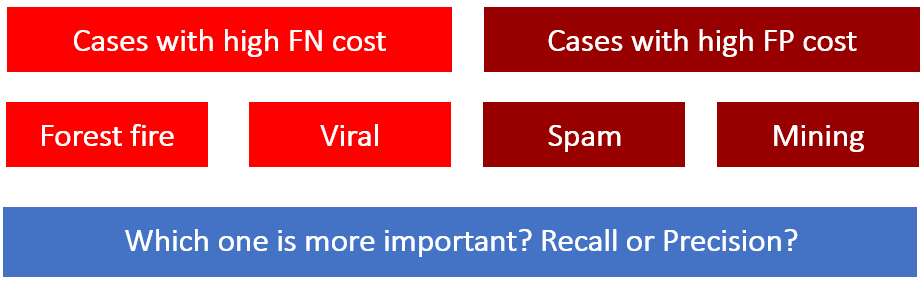 Cases with high FN cost
Cases with high FP cost
Forest fire
Viral
Spam
Mining
Which one is more important? Recall or Precision?